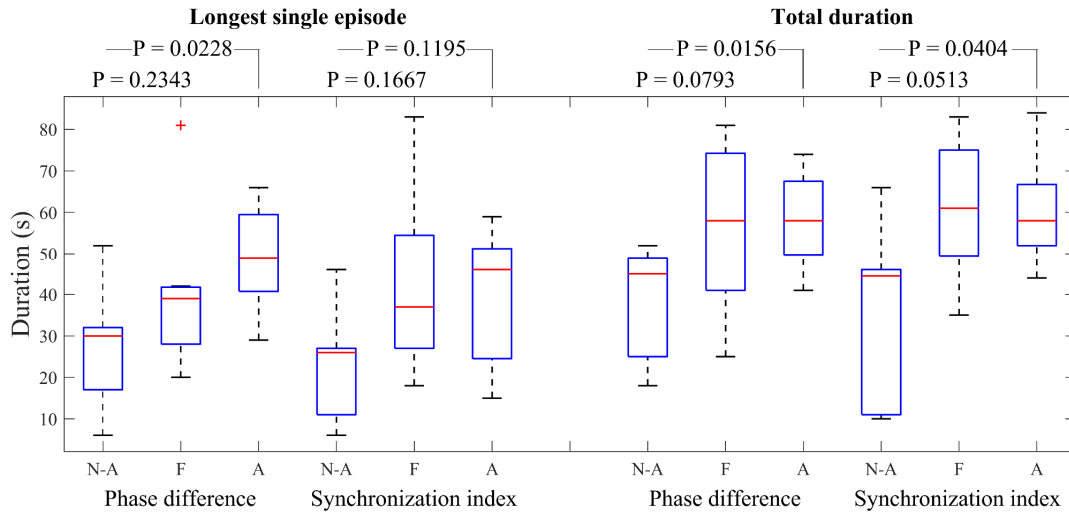 Longest single episode Total duration
P = 0.0228 P = 0.1195 P = 0.0156 P = 0.0404
P = 0.2343 P = 0.1667 P = 0.0793 P = 0.0513
80
70
60
50
40
30
20
10
Duration (s)
N-A F A N-A F A N-A F A N-A F A
Phase difference Synchronization index Phase difference Synchronization index